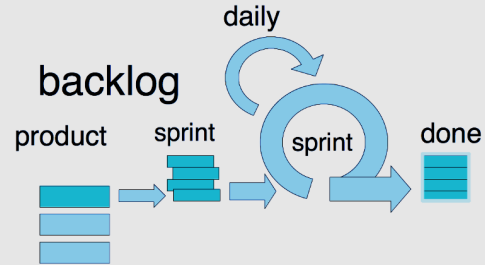 daily
backlog
product
sprint
sprint
done